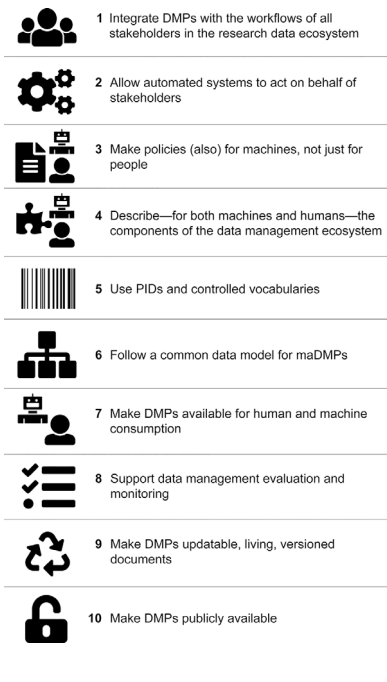 1 Integrate DMPs with the workflows of all
stakeholders in the research data ecosystem
2 Allow automated systems to act on behalf of
stakeholders
3 Make policies (also) for machines, not just for
people
4 Describe—for both machines and humans—the
components of the data management ecosystem
5 Use PIDs and controlled vocabularies
6 Follow a common data model for maDMPs
7 Make DMPs available for human and machine
consumption
8 Support data management evaluation and
monitoring
9 Make DMPs updatable, living, versioned
documents
10 Make DMPs publicly available